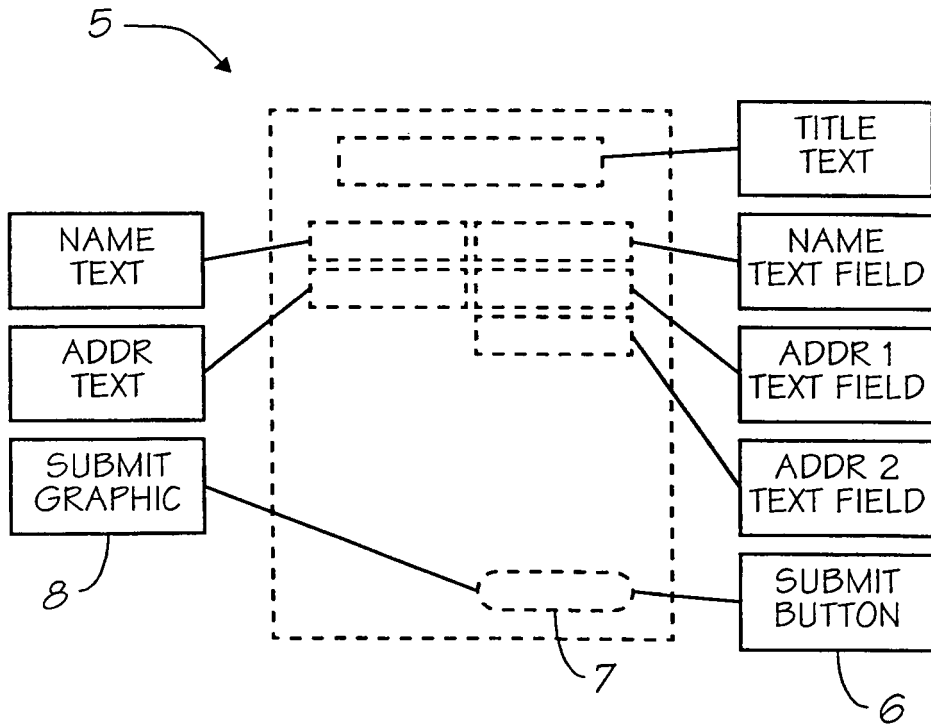 5
TITLE
TEXT
NAME
TEXT
NAME
TEXT FIELD
ADDR
TEXT
ADDR 1
TEXT FIELD
SUBMIT
GRAPHIC
ADDR 2
TEXT FIELD
SUBMIT
BUTTON
8
7
6